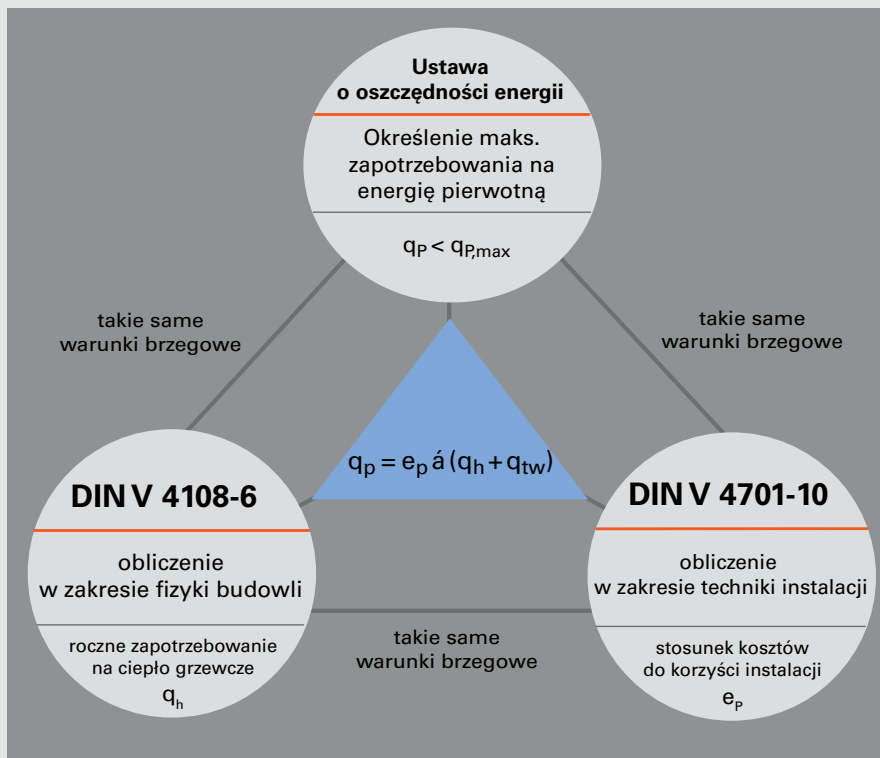 Ustawa
o oszczędności energii
Określenie maks.
zapotrzebowania na
energię pierwotną
qP < qP,max
takie same
warunki brzegowe
takie same
warunki brzegowe
qp = ep á (qh + qtw)
DIN V 4108-6
obliczenie
w zakresie fizyki budowli
roczne zapotrzebowanie
na ciepło grzewcze
qh
DIN V 4701-10
obliczenie
w zakresie techniki instalacji
stosunek kosztów
do korzyści instalacji
eP
takie same
warunki brzegowe